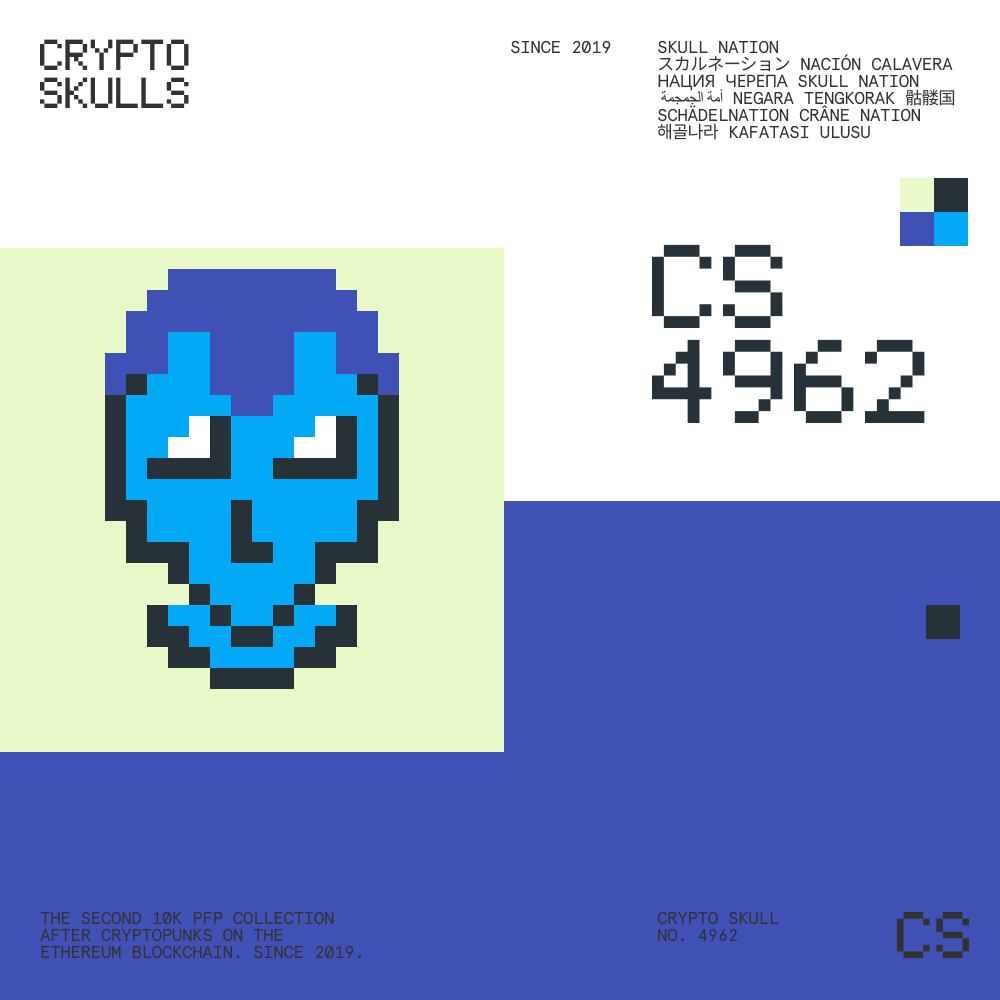 CRYPTO
SKULLS
SINCE 2019
SKULL NATION
スカルネーション NACIÓN CALAVERA
НАЦИЯ ЧЕРЕПА SKULL NATION
أمة الجمجمة NEGARA TENGKORAK 骷髅国
SCHÄDELNATION CRÂNE NATION
해골나라 KAFATASI ULUSU
CS
4962
THE SECOND 10K PFP COLLECTION
AFTER CRYPTOPUNKS ON THE
ETHEREUM BLOCKCHAIN. SINCE 2019.
CRYPTO SKULL
NO. 4962
CS